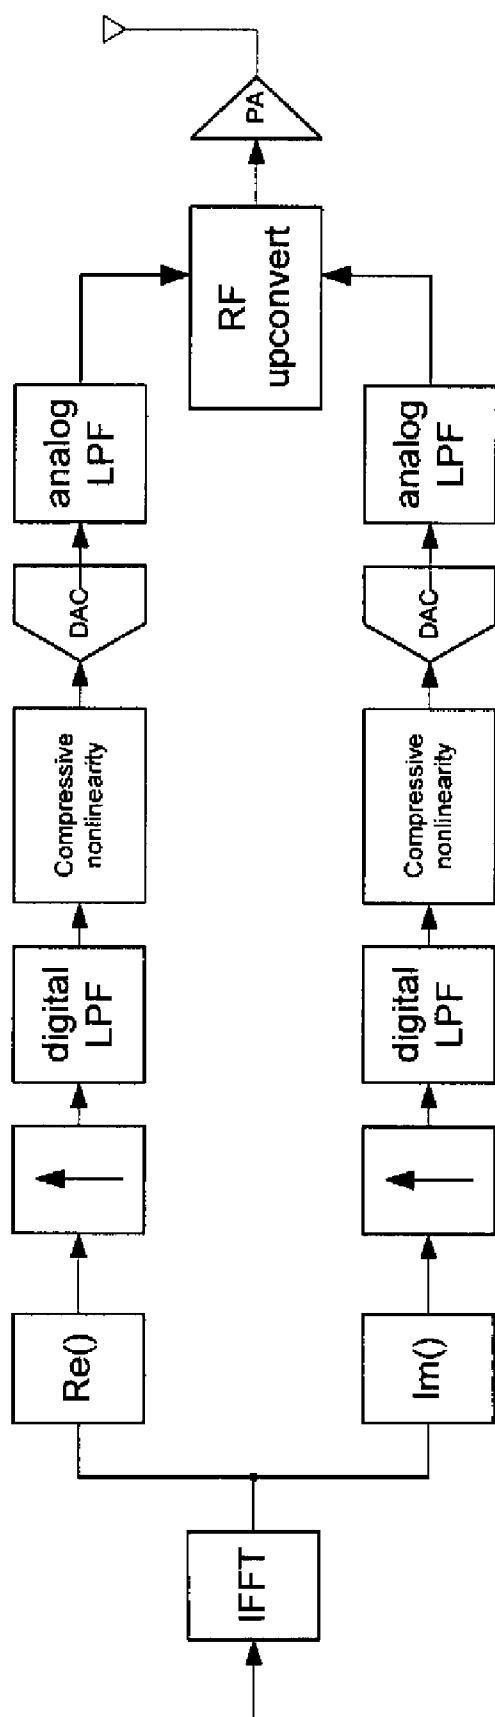 IFFT
Re()
digital
LPF
Compressive
nonlinearity
DAC
analog
LPF
Im()
digital
LPF
Compressive
nonlinearity
DAC
analog
LPF
RF
upconvert
PA